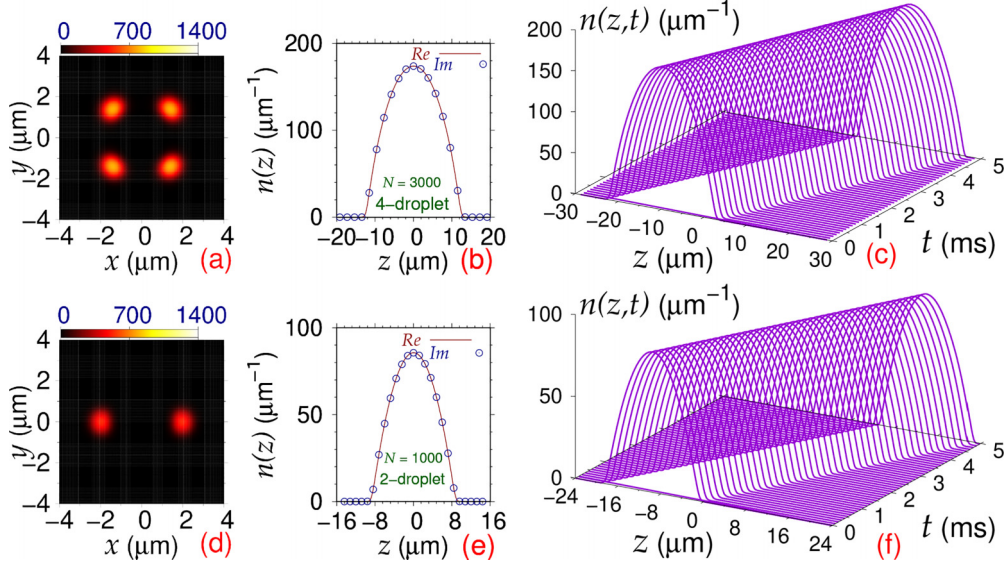 0 700 1400
4
2
0
−2
−4
y (μm)
−4 −2 0 2 4
x (μm) (a)
200
150
100
50
0
n(z) (μm⁻¹)
Re
Im
N = 3000
4−droplet
−20 −10 0 10 20
z (μm) (b)
n(z,t) (μm⁻¹)
200
150
100
50
0
−30 −20 −10 0 10 20 30
z (μm)
0 1 2 3 4 5
t (ms)
(c)
0 700 1400
4
2
0
−2
−4
y (μm)
−4 −2 0 2 4
x (μm) (d)
100
50
0
n(z) (μm⁻¹)
Re
Im
N = 1000
2−droplet
−16 −8 0 8 16
z (μm) (e)
n(z,t) (μm⁻¹)
100
50
0
−24 −16 −8 0 8 16 24
z (μm)
0 1 2 3 4 5
t (ms)
(f)